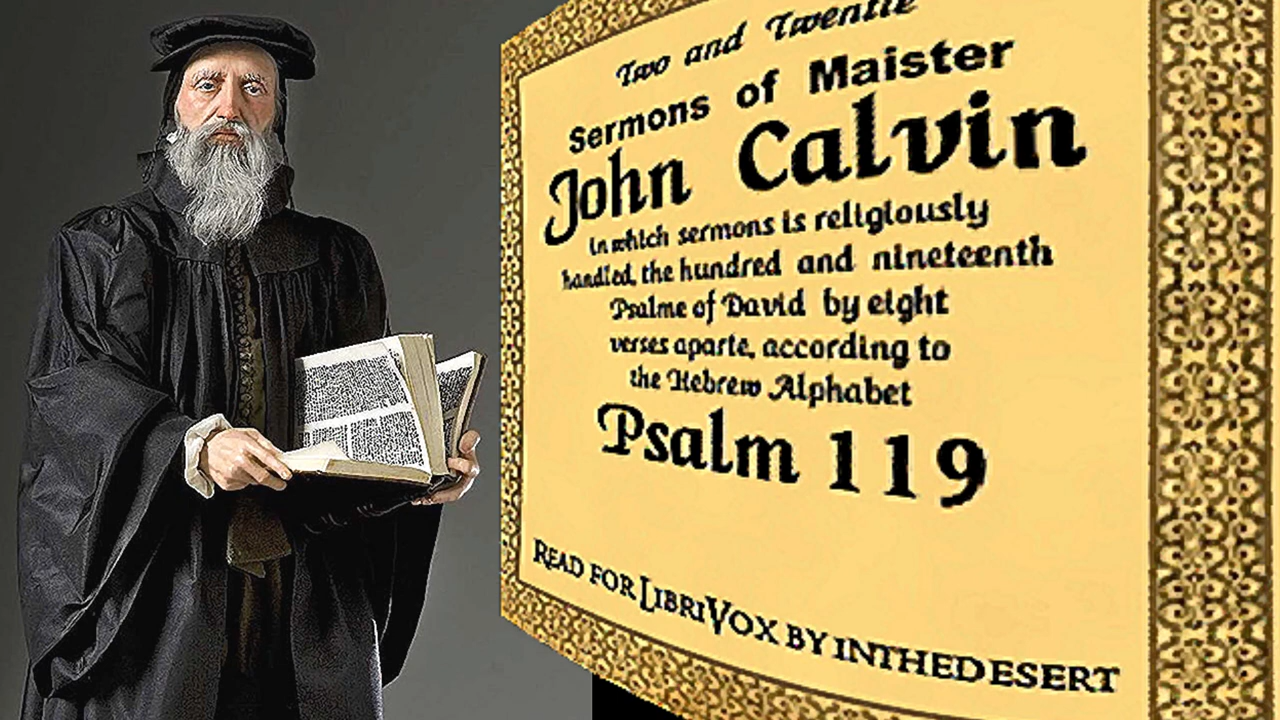 Two and Twentie
Sermons of Maister
John Calvin
in which sermons is religiously
handled, the hundred and nineteenth
Psalme of David by eight
verses aparte, according to
the Hebrew Alphabet
Psalm 119
READ FOR LIBRIVOX BY INTHEDESERT